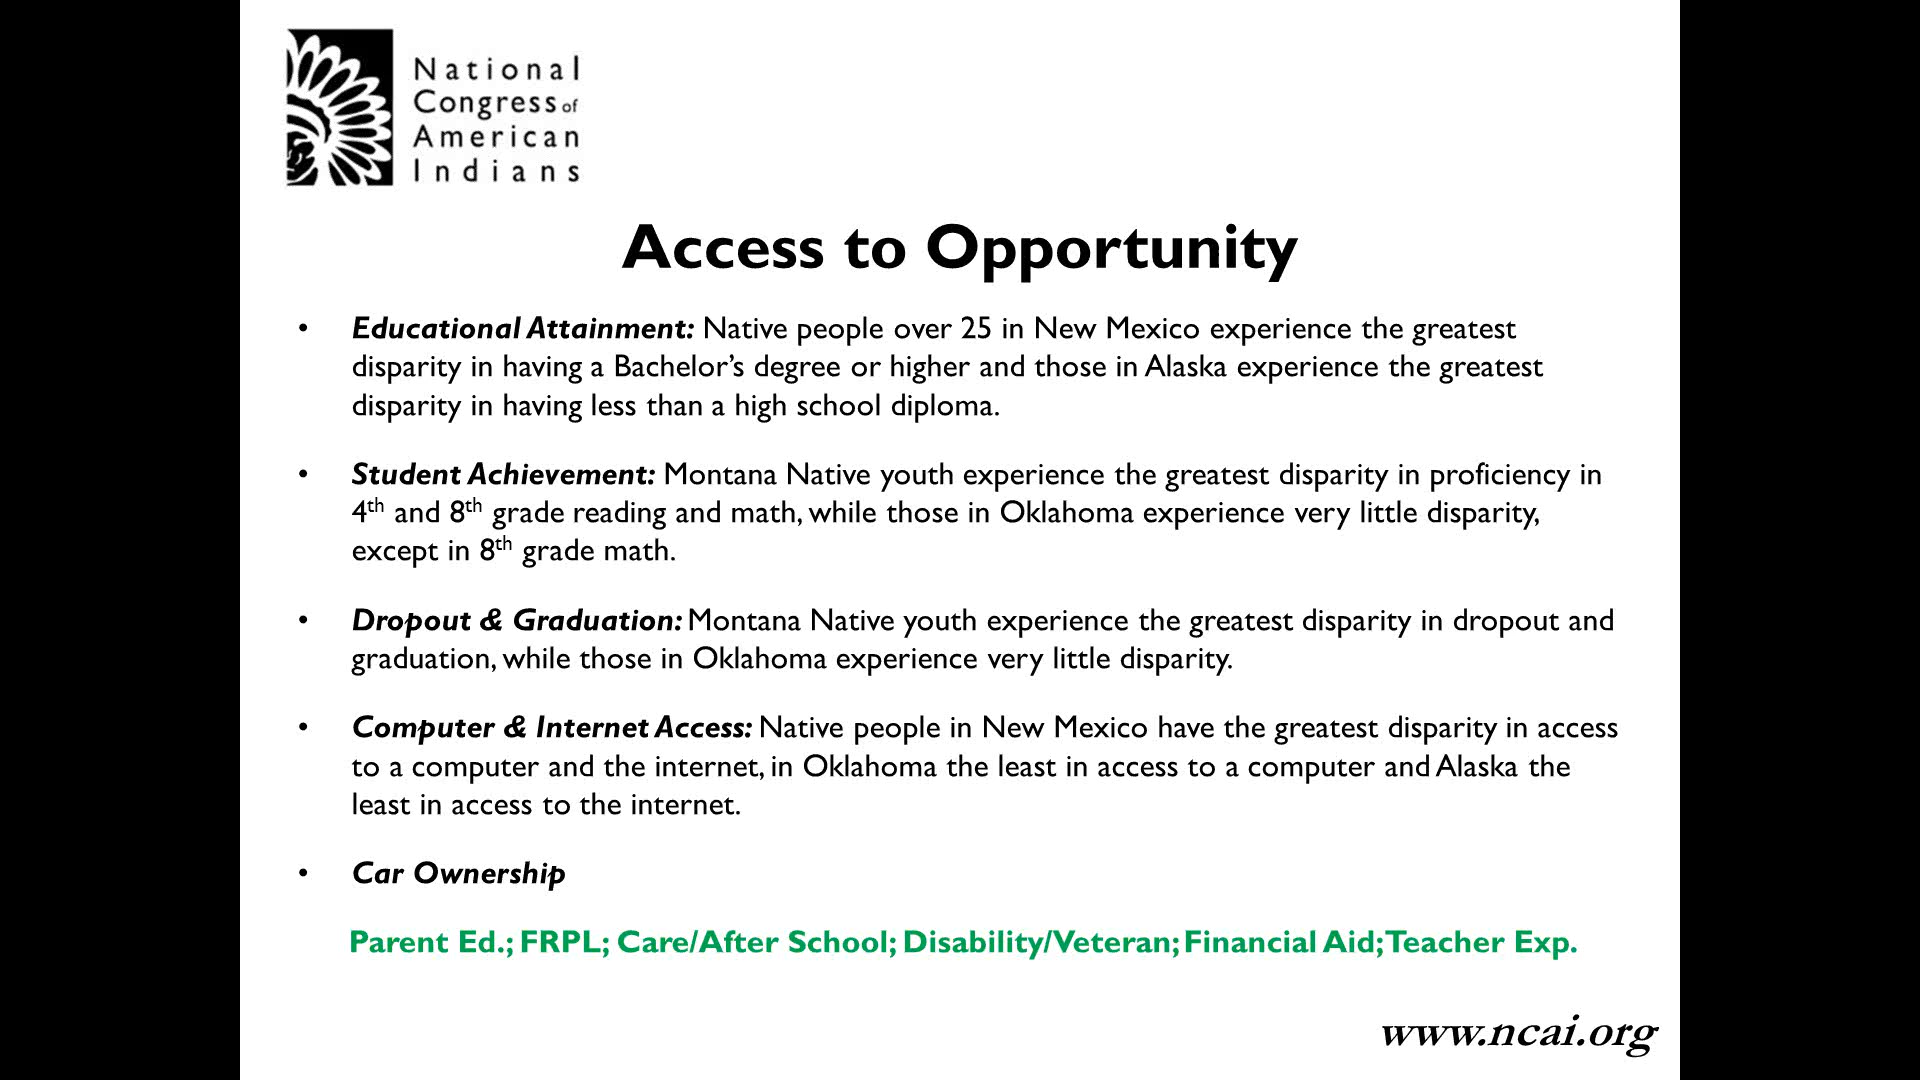 National
Congress of
American
Indians
Access to Opportunity
• Educational Attainment: Native people over 25 in New Mexico experience the greatest
disparity in having a Bachelor’s degree or higher and those in Alaska experience the greatest
disparity in having less than a high school diploma.
• Student Achievement: Montana Native youth experience the greatest disparity in proficiency in
4th and 8th grade reading and math, while those in Oklahoma experience very little disparity,
except in 8th grade math.
• Dropout & Graduation: Montana Native youth experience the greatest disparity in dropout and
graduation, while those in Oklahoma experience very little disparity.
• Computer & Internet Access: Native people in New Mexico have the greatest disparity in access
to a computer and the internet, in Oklahoma the least in access to a computer and Alaska the
least in access to the internet.
• Car Ownership
Parent Ed.; FRPL; Care/After School; Disability/Veteran; Financial Aid; Teacher Exp.
www.ncai.org